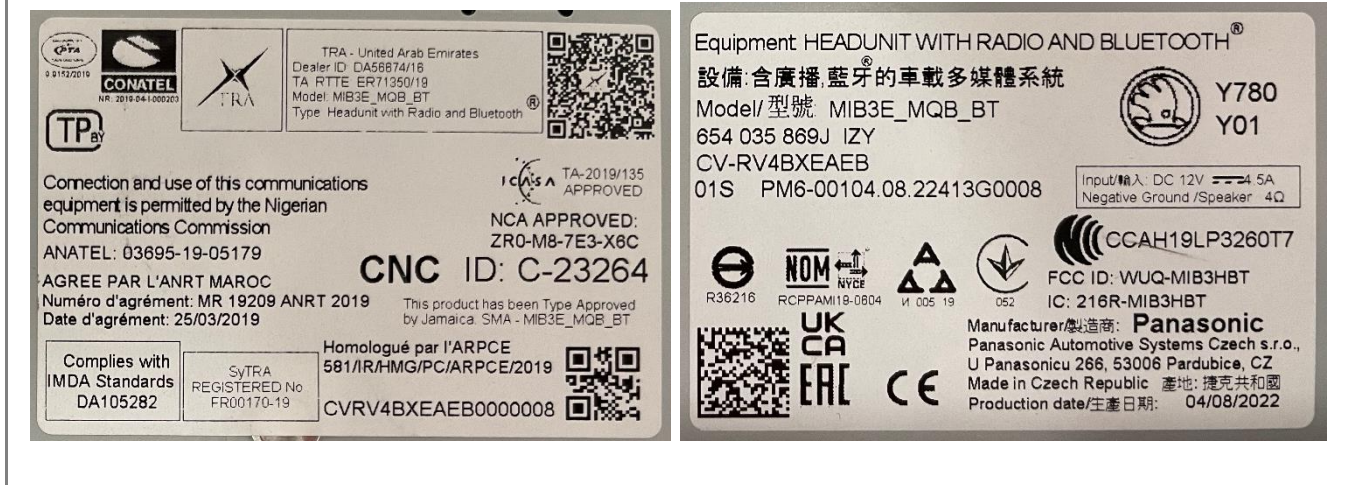 PTA
9.9152/2019
CONATEL
NR. 2019-04-I-000203
TRA
TRA - United Arab Emirates
Dealer ID: DA56674/16
TA RTTE ER71350/19
Model: MIB3E_MQB_BT
Type Headunit with Radio and Bluetooth ®
TP BY
Connection and use of this communications
equipment is permitted by the Nigerian
Communications Commission
ANATEL: 03695-19-05179
AGREE PAR L'ANRT MAROC
Numéro d'agrément: MR 19209 ANRT 2019
Date d'agrément: 25/03/2019
ICASA TA-2019/135
APPROVED
NCA APPROVED:
ZR0-M8-7E3-X6C
CNC ID: C-23264
This product has been Type Approved
by Jamaica: SMA - MIB3E_MQB_BT
Complies with
IMDA Standards
DA105282
SyTRA
REGISTERED No
FR00170-19
Homologué par l'ARPCE
581/IR/HMG/PC/ARPCE/2019
CVRV4BXEAEB0000008
Equipment: HEADUNIT WITH RADIO AND BLUETOOTH®
設備:含廣播,藍牙®的車載多媒體系統
Model/型號: MIB3E_MQB_BT
654 035 869J IZY
CV-RV4BXEAEB
01S PM6-00104.08.22413G0008
Y780
Y01
Input/輸入: DC 12V 4.5A
Negative Ground /Speaker 4Ω
R36216
NOM NYCE
RCPPAMI19-0604
И 005 19
052
CCAH19LP3260T7
FCC ID: WUQ-MIB3HBT
IC: 216R-MIB3HBT
UK
CA
EAC
CE
Manufacturer/製造商: Panasonic
Panasonic Automotive Systems Czech s.r.o.,
U Panasonicu 266, 53006 Pardubice, CZ
Made in Czech Republic 產地: 捷克共和國
Production date/生產日期: 04/08/2022